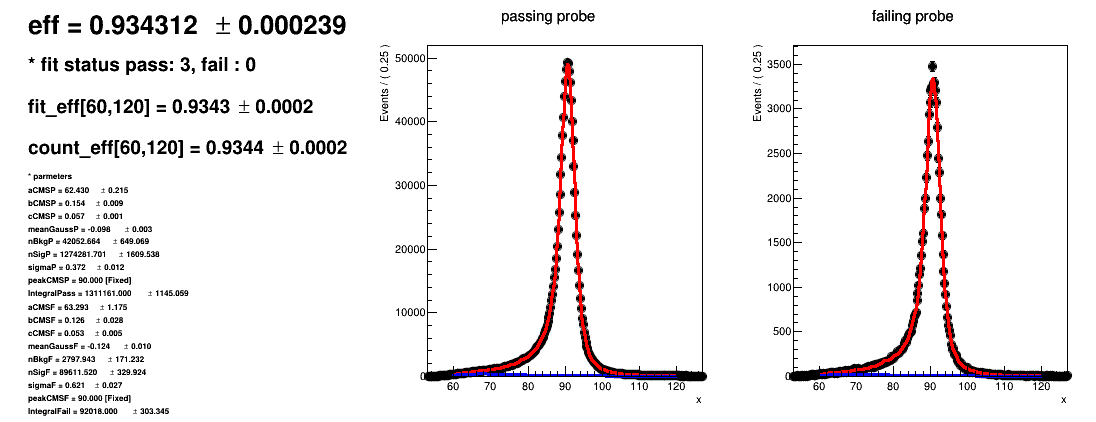 eff = 0.934312 ± 0.000239
* fit status pass: 3, fail : 0
fit_eff[60,120] = 0.9343 ± 0.0002
count_eff[60,120] = 0.9344 ± 0.0002
* parmeters
aCMSP = 62.430 ± 0.215
bCMSP = 0.154 ± 0.009
cCMSP = 0.057 ± 0.001
meanGaussP = -0.098 ± 0.003
nBkgP = 42052.664 ± 649.069
nSigP = 1274281.701 ± 1609.538
sigmaP = 0.372 ± 0.012
peakCMSP = 90.000 [Fixed]
IntegralPass = 1311161.000 ± 1145.059
aCMSF = 63.293 ± 1.175
bCMSF = 0.126 ± 0.028
cCMSF = 0.053 ± 0.005
meanGaussF = -0.124 ± 0.010
nBkgF = 2797.943 ± 171.232
nSigF = 89611.520 ± 329.924
sigmaF = 0.621 ± 0.027
peakCMSF = 90.000 [Fixed]
IntegralFail = 92018.000 ± 303.345
passing probe
Events / ( 0.25 )
50000
40000
30000
20000
10000
0
60 70 80 90 100 110 120
x
failing probe
Events / ( 0.25 )
3500
3000
2500
2000
1500
1000
500
0
60 70 80 90 100 110 120
x